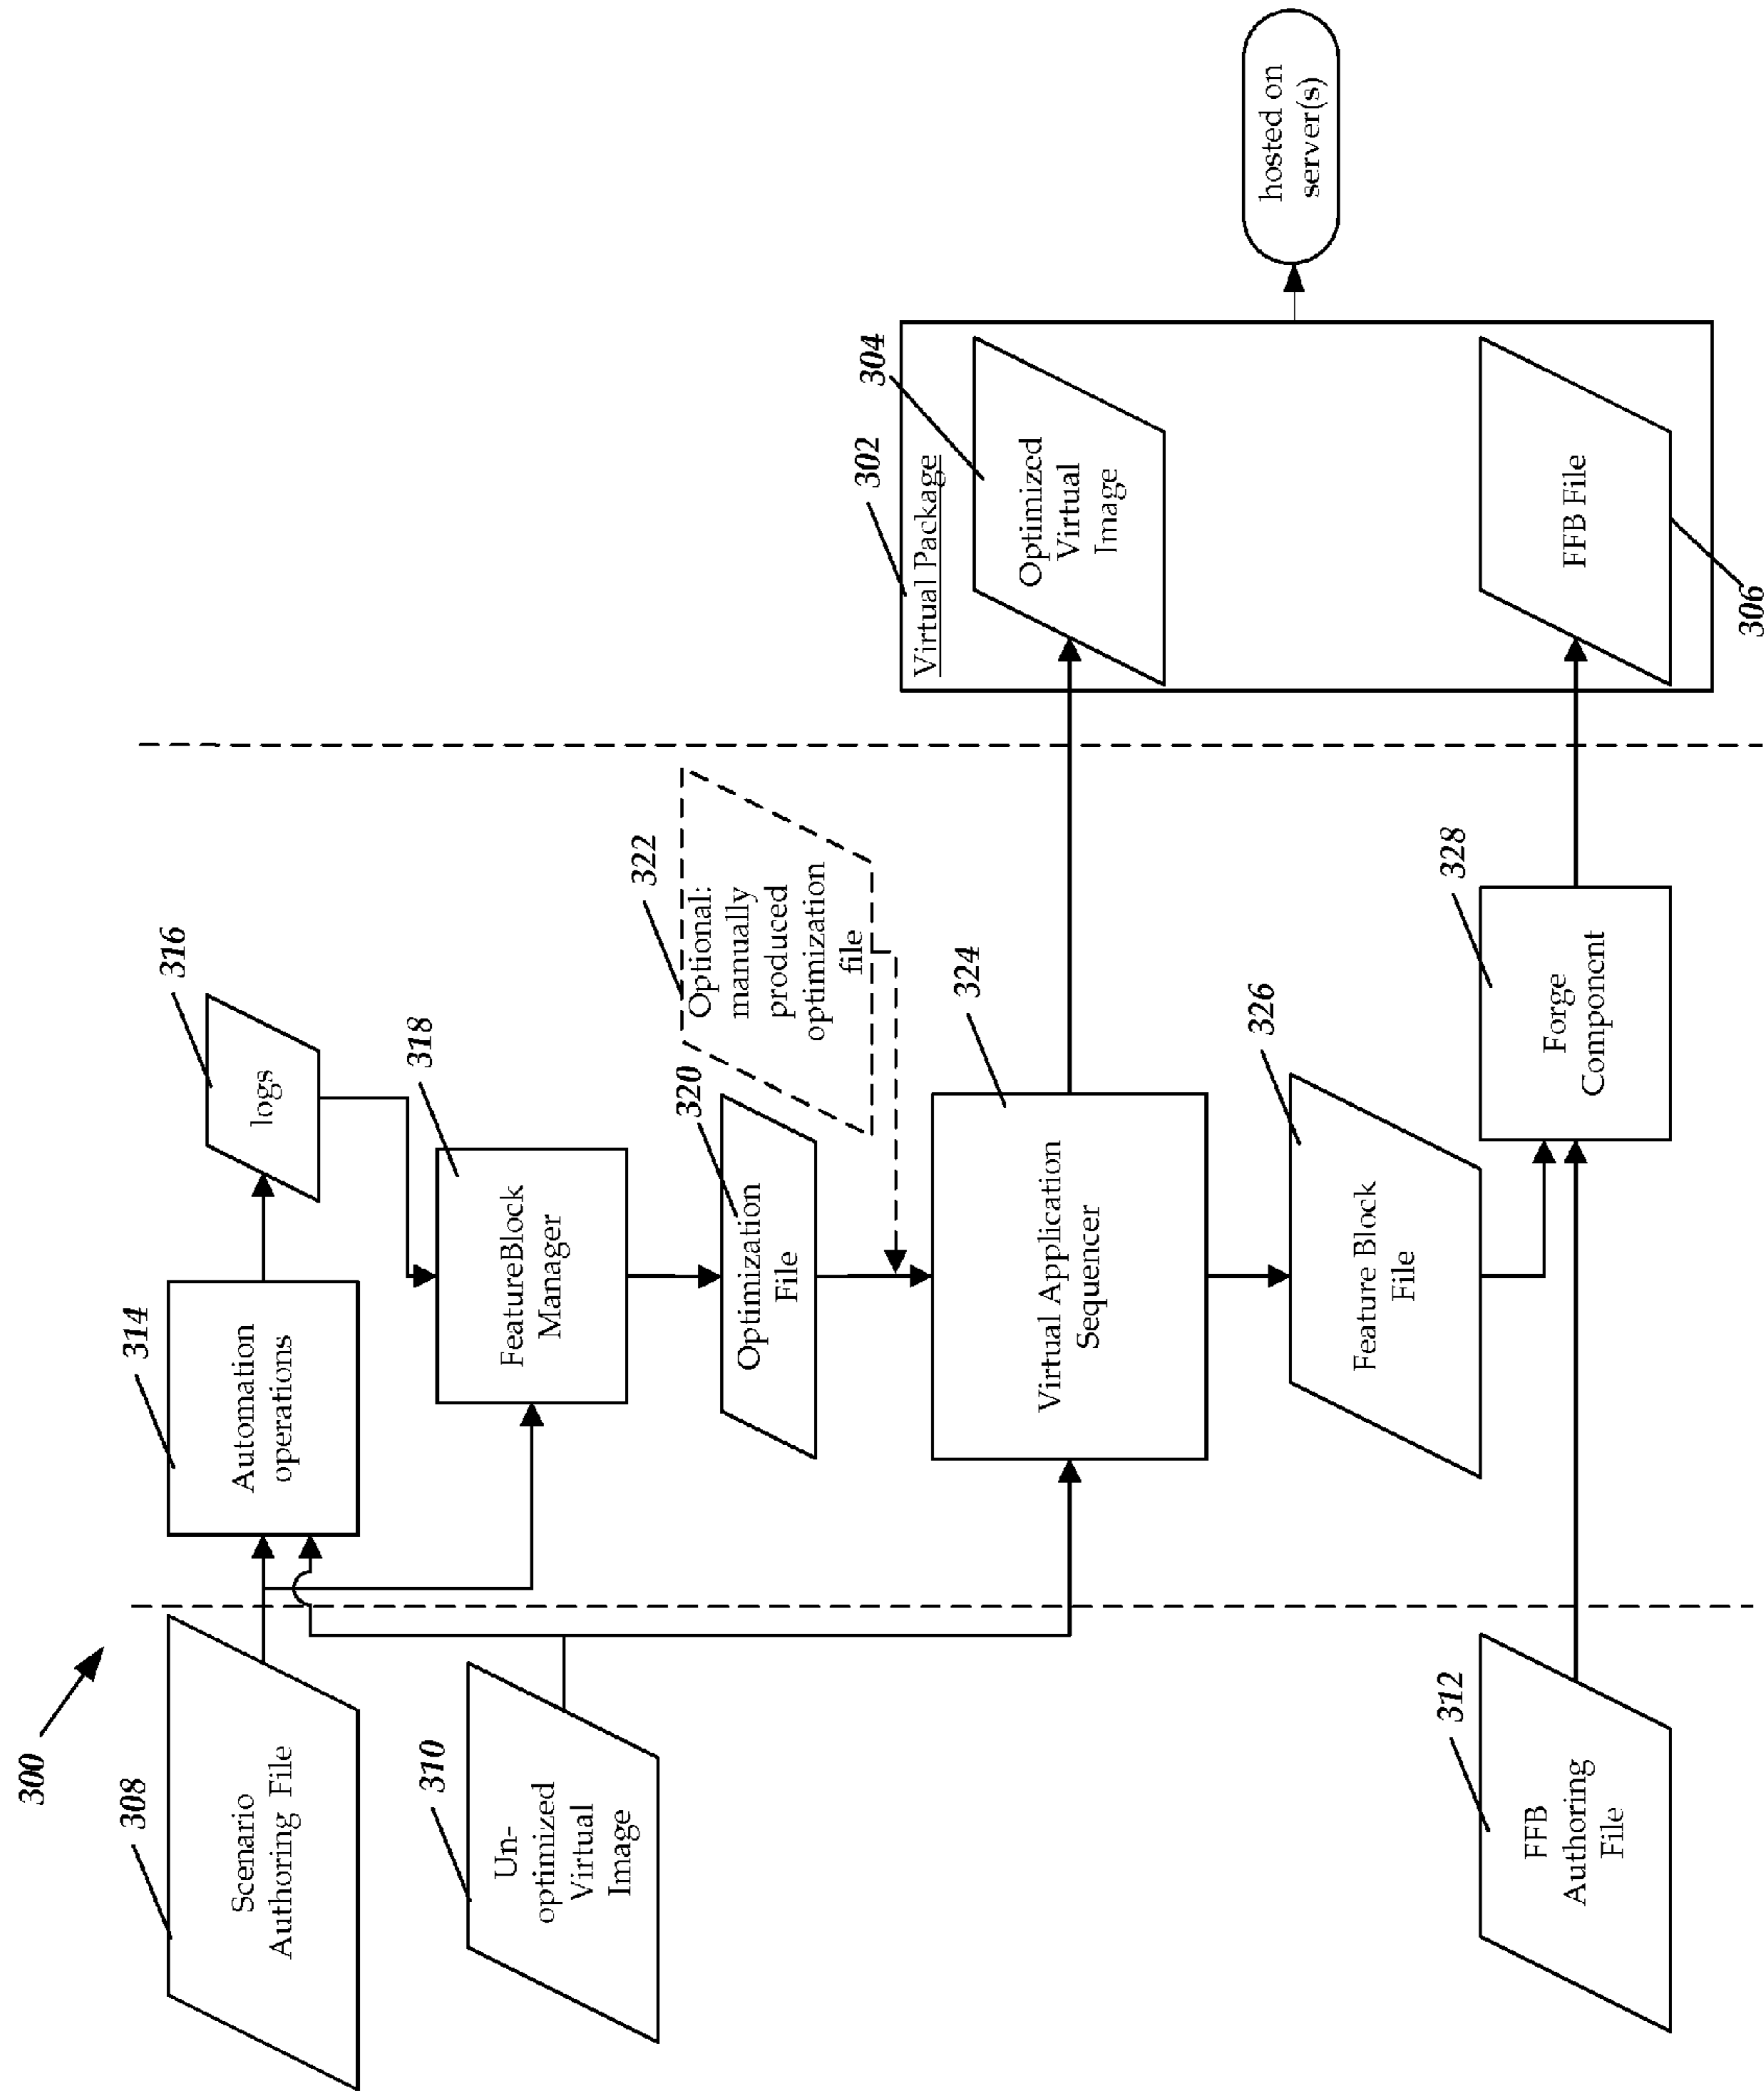 300
308
Scenario
Authoring File
310
Un-
optimized
Virtual
Image
312
FFB
Authoring
File
314
Automation
operations
316
logs
318
FeatureBlock
Manager
320
Optimization
File
322
Optional:
manually
produced
optimization
file
324
Virtual Application
Sequencer
326
Feature Block
File
328
Forge
Component
302
Virtual Package
304
Optimized
Virtual
Image
FFB File
306
hosted on
server(s)